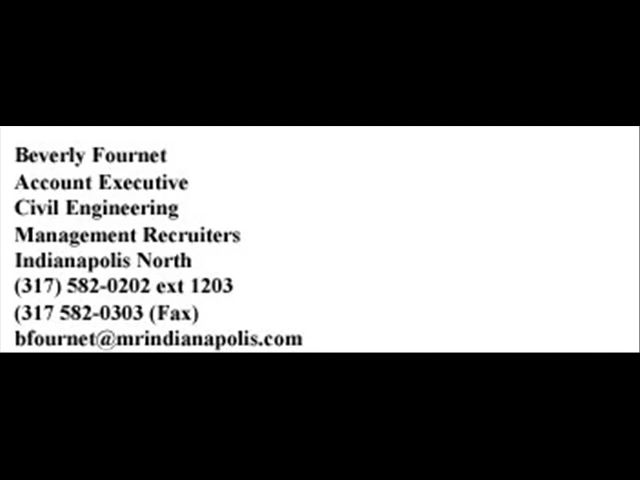 Beverly Fournet
Account Executive
Civil Engineering
Management Recruiters
Indianapolis North
(317) 582-0202 ext 1203
(317 582-0303 (Fax)
bfournet@mrindianapolis.com